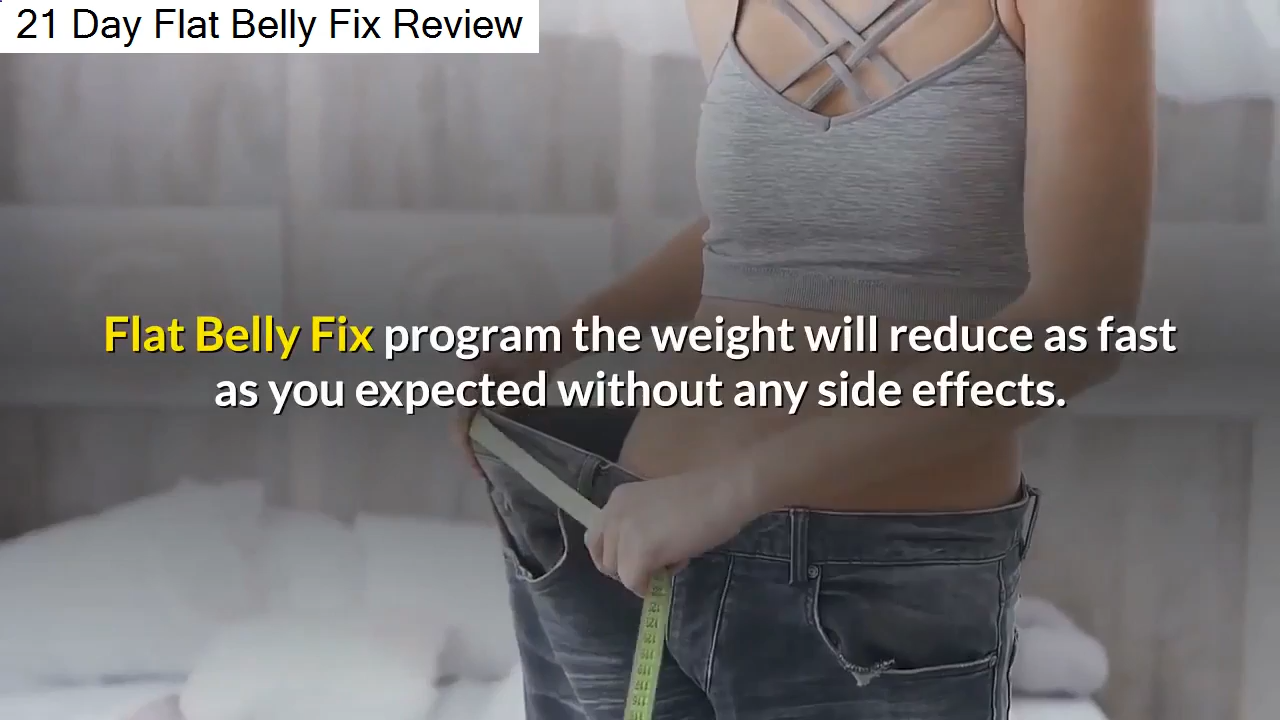 21 Day Flat Belly Fix Review
Flat Belly Fix program the weight will reduce as fast
as you expected without any side effects.